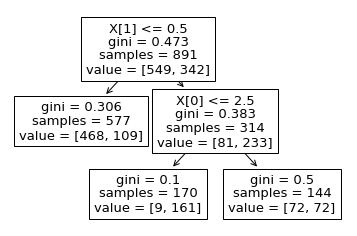 X[1] <= 0.5
gini = 0.473
samples = 891
value = [549, 342]
gini = 0.306
samples = 577
value = [468, 109]
X[0] <= 2.5
gini = 0.383
samples = 314
value = [81, 233]
gini = 0.1
samples = 170
value = [9, 161]
gini = 0.5
samples = 144
value = [72, 72]